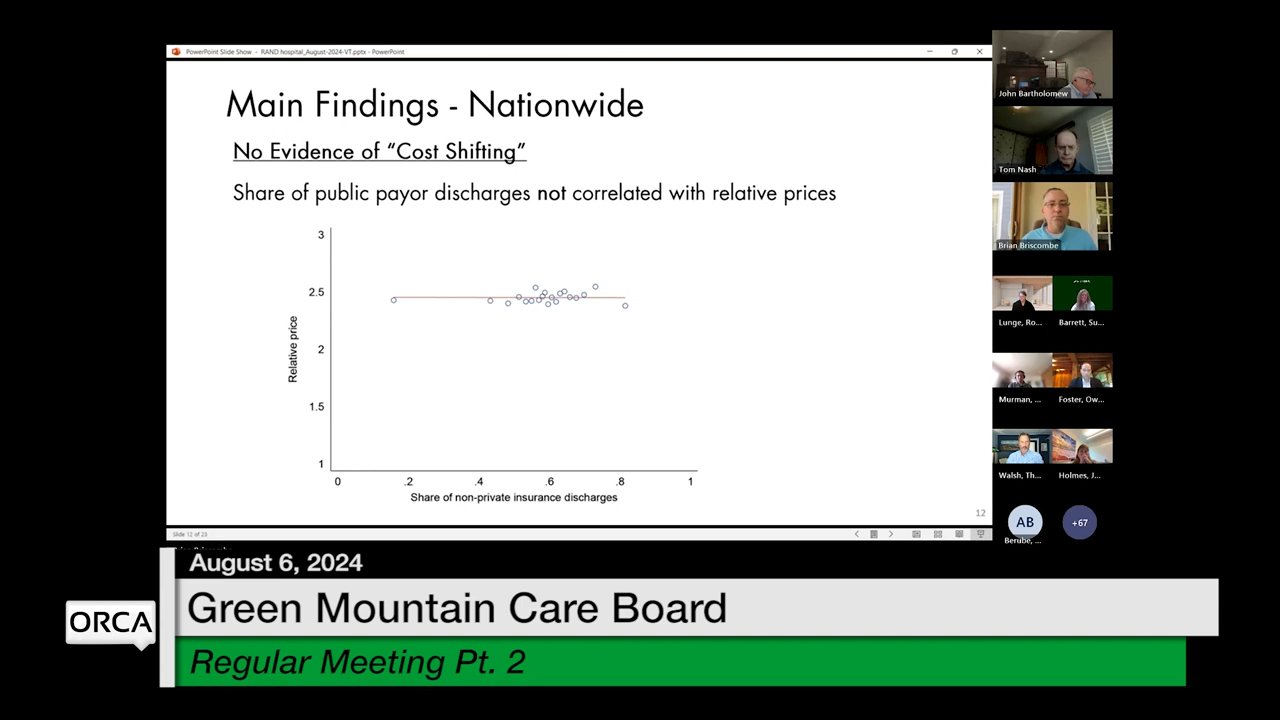 PowerPoint Slide Show - RAND hospital_August-2024-VT.pptx - PowerPoint
Main Findings - Nationwide
No Evidence of “Cost Shifting”
Share of public payor discharges not correlated with relative prices
3
2.5
2
1.5
1
Relative price
0 .2 .4 .6 .8 1
Share of non-private insurance discharges
12
Slide 12 of 23
John Bartholomew
Tom Nash
Brian Briscombe
Lunge, Ro...
Barrett, Su...
Murman, ...
Foster, Ow...
Walsh, Th...
Holmes, J...
AB
+67
Berube, ...
August 6, 2024
ORCA
Green Mountain Care Board
Regular Meeting Pt. 2